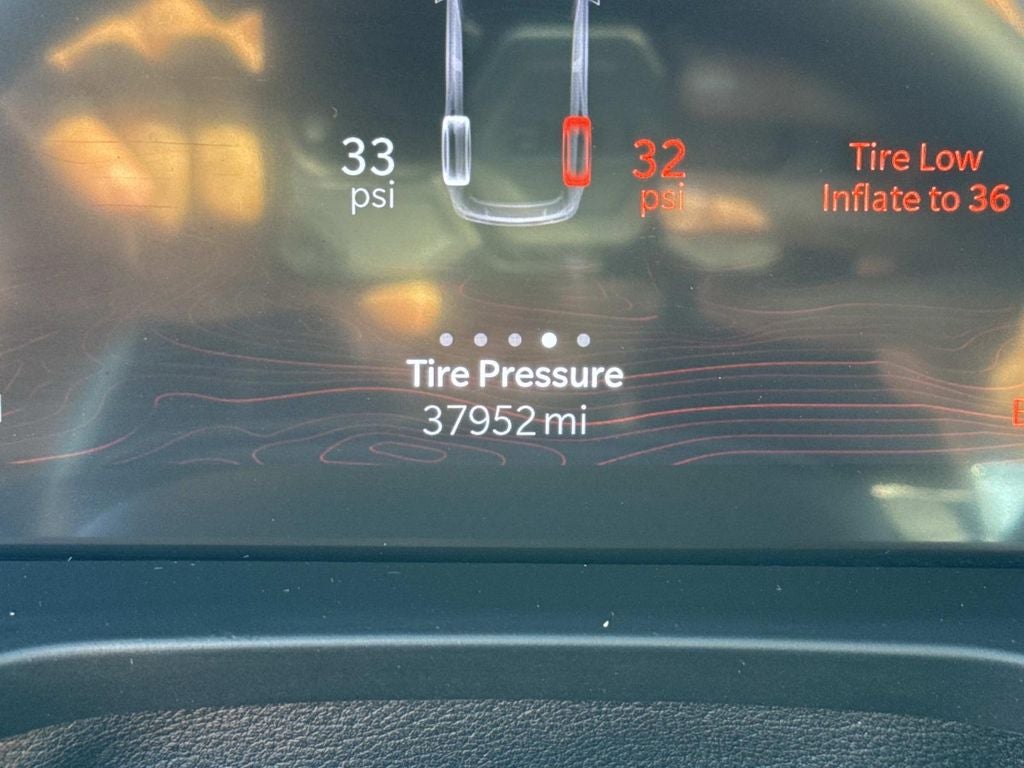 33
psi
32
psi
Tire Low
Inflate to 36
Tire Pressure
37952 mi